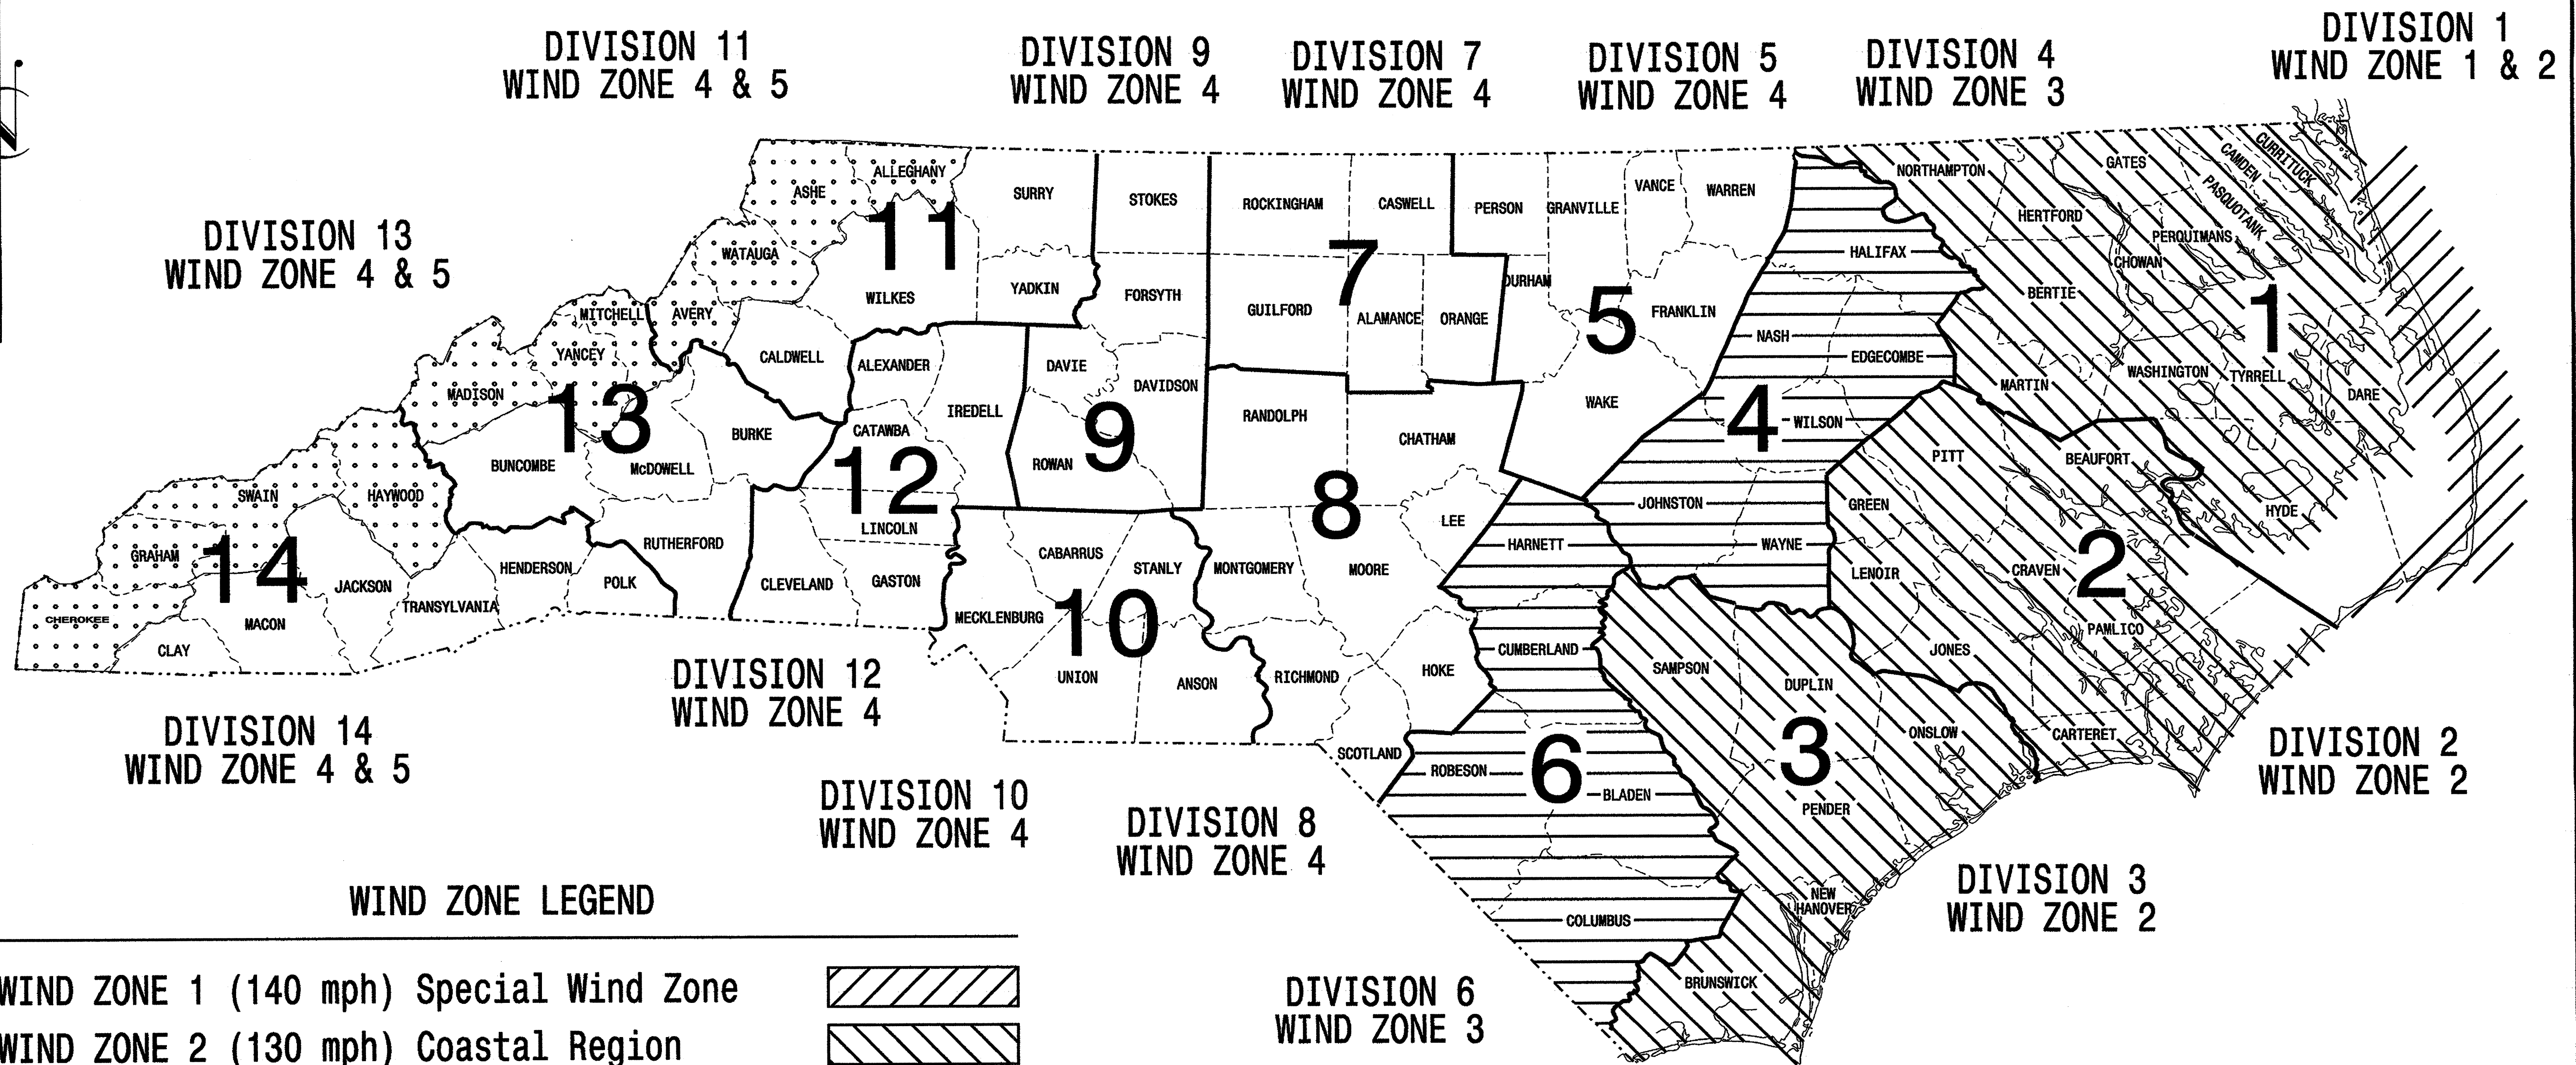 DIVISION 11
WIND ZONE 4 & 5
DIVISION 9
WIND ZONE 4
DIVISION 7
WIND ZONE 4
DIVISION 5
WIND ZONE 4
DIVISION 4
WIND ZONE 3
DIVISION 1
WIND ZONE 1 & 2
N
DIVISION 13
WIND ZONE 4 & 5
ASHE
ALLEGHANY
11
WATAUGA
WILKES
SURRY
YADKIN
AVERY
CALDWELL
STOKES
FORSYTH
DAVIE
DAVIDSON
9
ROWAN
ROCKINGHAM
CASWELL
7
GUILFORD
ALAMANCE
ORANGE
PERSON
GRANVILLE
VANCE
WARREN
DURHAM
5
FRANKLIN
WAKE
NORTHAMPTON
HALIFAX
NASH
EDGECOMBE
4
WILSON
JOHNSTON
WAYNE
GATES
CAMDEN
CURRITUCK
PASQUOTANK
HERTFORD
PERQUIMANS
CHOWAN
BERTIE
1
MARTIN
WASHINGTON
TYRRELL
DARE
HYDE
MITCHELL
YANCEY
MADISON
13
BUNCOMBE
McDOWELL
BURKE
RUTHERFORD
ALEXANDER
IREDELL
CATAWBA
12
LINCOLN
CLEVELAND
GASTON
RANDOLPH
CHATHAM
8
LEE
MONTGOMERY
MOORE
RICHMOND
HOKE
SCOTLAND
PITT
BEAUFORT
GREEN
2
LENOIR
CRAVEN
PAMLICO
JONES
CARTERET
SWAIN
HAYWOOD
GRAHAM
14
JACKSON
CHEROKEE
MACON
CLAY
TRANSYLVANIA
HENDERSON
POLK
CABARRUS
STANLY
MECKLENBURG
10
UNION
ANSON
HARNETT
CUMBERLAND
6
ROBESON
BLADEN
COLUMBUS
SAMPSON
DUPLIN
3
ONSLOW
PENDER
NEW
HANOVER
BRUNSWICK
DIVISION 12
WIND ZONE 4
DIVISION 14
WIND ZONE 4 & 5
DIVISION 10
WIND ZONE 4
DIVISION 8
WIND ZONE 4
DIVISION 2
WIND ZONE 2
DIVISION 3
WIND ZONE 2
DIVISION 6
WIND ZONE 3
WIND ZONE LEGEND
WIND ZONE 1 (140 mph) Special Wind Zone
WIND ZONE 2 (130 mph) Coastal Region